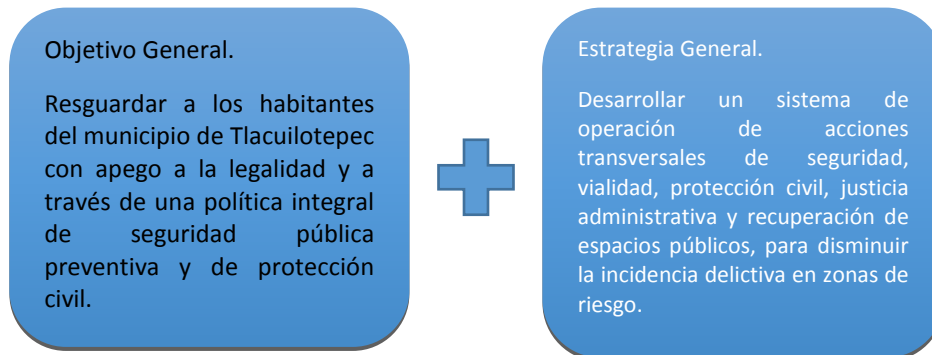 Objetivo General.
Resguardar a los habitantes
del municipio de Tlacuilotepec
con apego a la legalidad y a
través de una política integral
de seguridad pública
preventiva y de protección
civil.
Estrategia General.
Desarrollar un sistema de
operación de acciones
transversales de seguridad,
vialidad, protección civil, justicia
administrativa y recuperación de
espacios públicos, para disminuir
la incidencia delictiva en zonas de
riesgo.